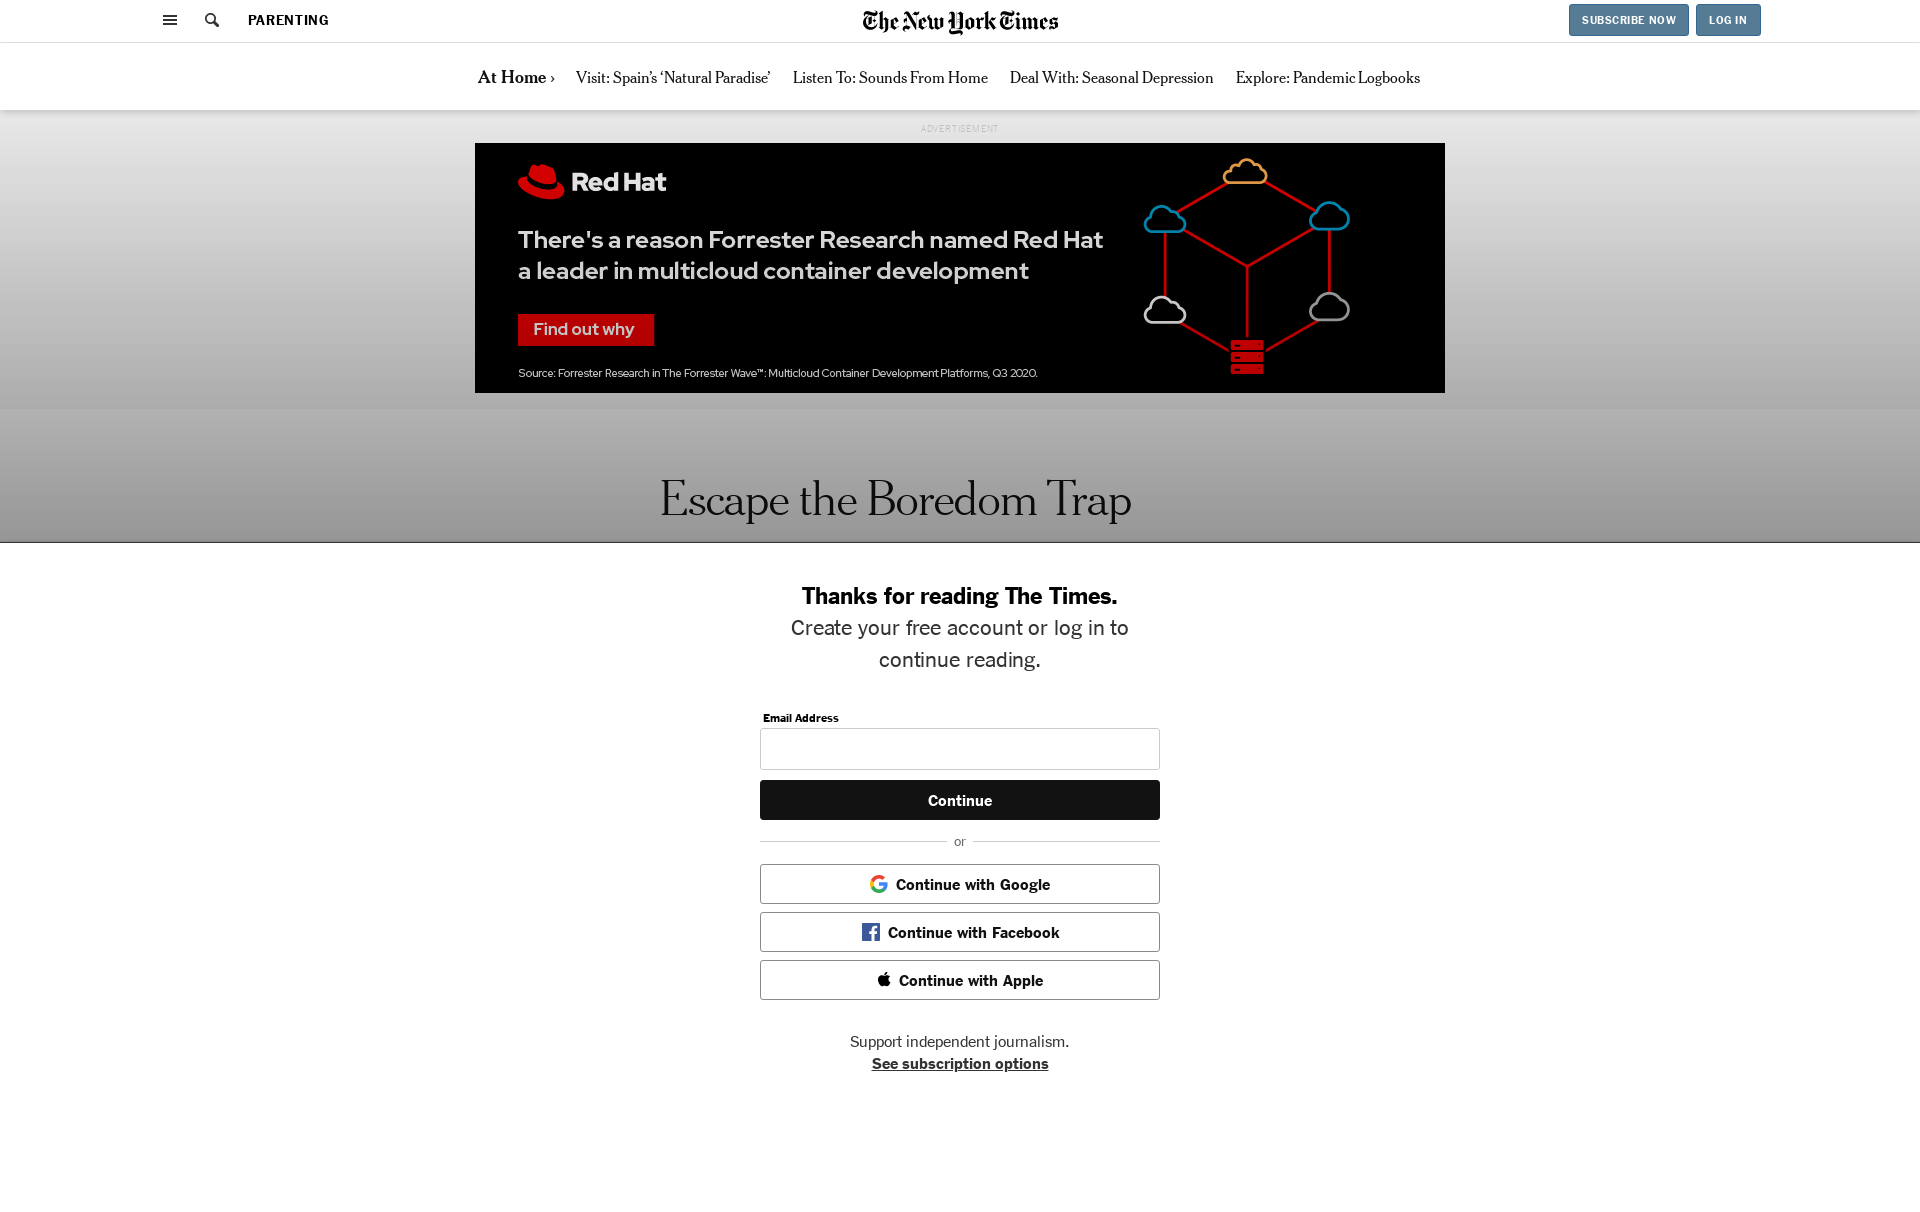 PARENTING
The New York Times
SUBSCRIBE NOW
LOG IN
At Home ›
Visit: Spain’s ‘Natural Paradise’
Listen To: Sounds From Home
Deal With: Seasonal Depression
Explore: Pandemic Logbooks
ADVERTISEMENT
Red Hat
There's a reason Forrester Research named Red Hat
a leader in multicloud container development
Find out why
Source: Forrester Research in The Forrester Wave™: Multicloud Container Development Platforms, Q3 2020.
Escape the Boredom Trap
Thanks for reading The Times.
Create your free account or log in to
continue reading.
Email Address
Continue
or
Continue with Google
Continue with Facebook
Continue with Apple
Support independent journalism.
See subscription options